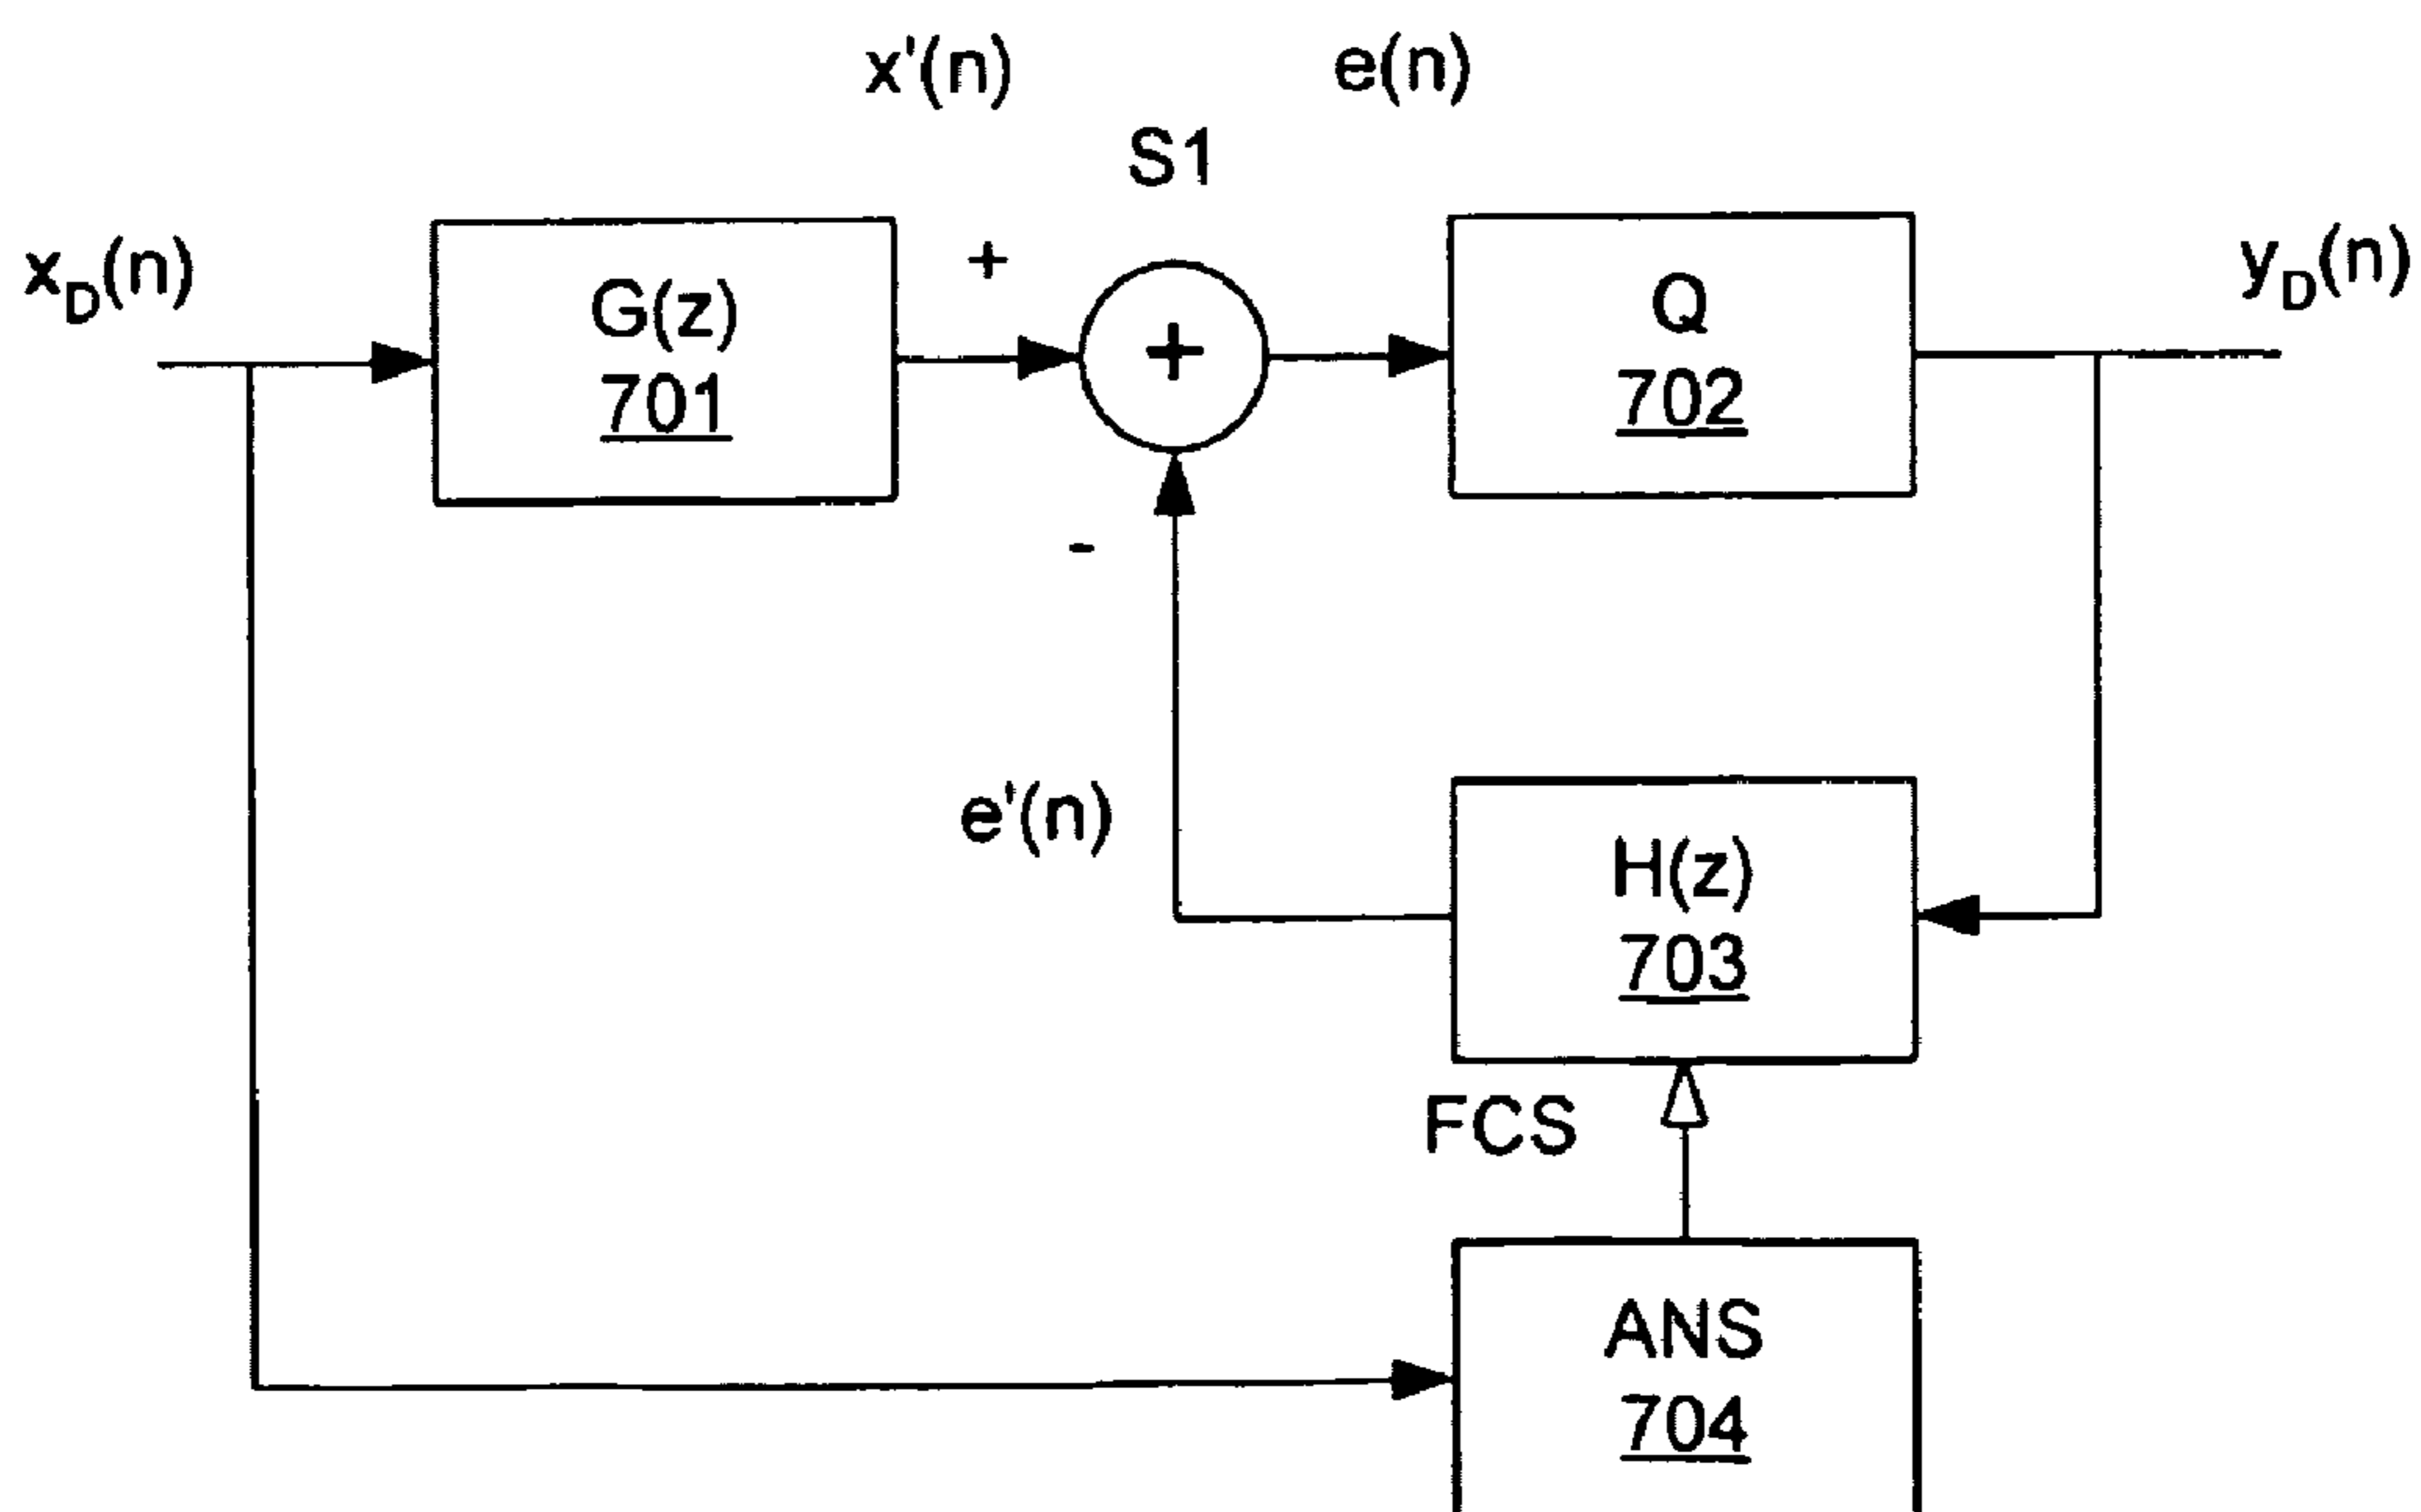 x'(n)
e(n)
S1
x_D(n)
G(z)
701
+
+
Q
702
y_D(n)
-
e'(n)
H(z)
703
FCS
ANS
704